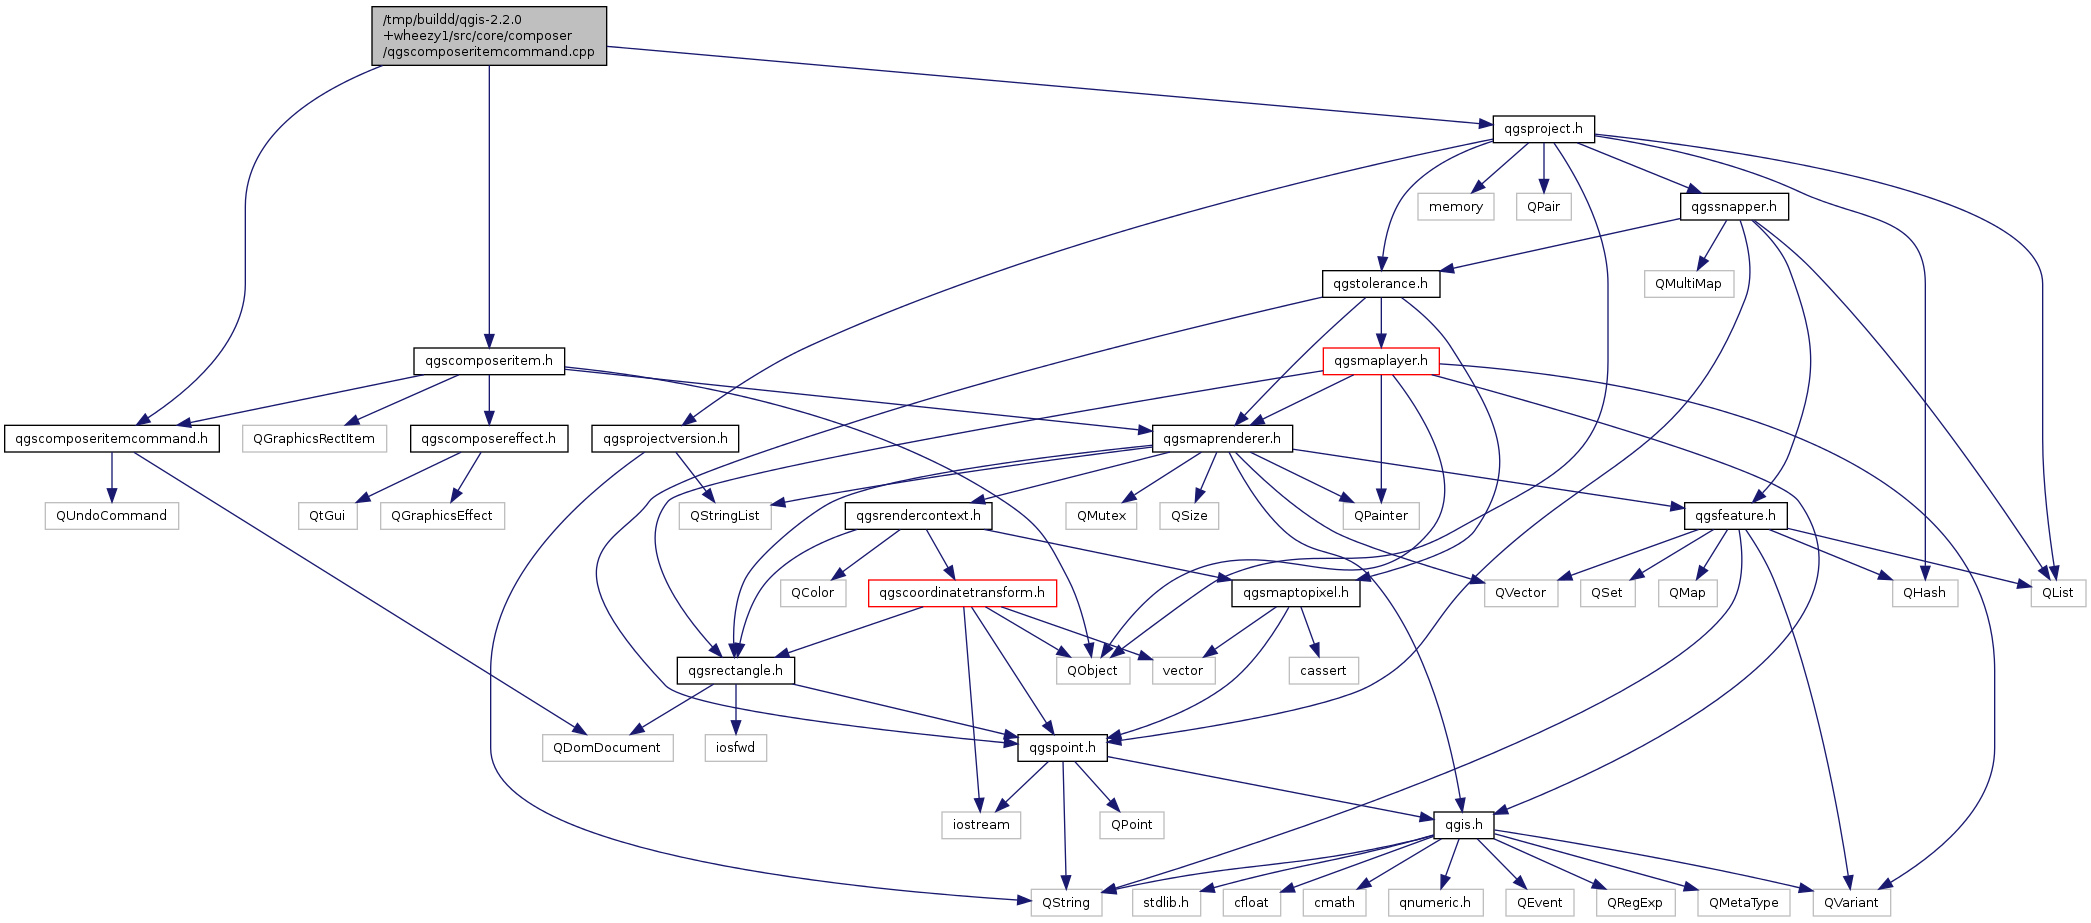 /tmp/buildd/qgis-2.2.0
+wheezy1/src/core/composer
/qgscomposeritemcommand.cpp
qgsproject.h
memory
QPair
qgssnapper.h
qgstolerance.h
QMultiMap
qgscomposeritem.h
qgsmaplayer.h
qgscomposeritemcommand.h
QGraphicsRectItem
qgscomposereffect.h
qgsprojectversion.h
qgsmaprenderer.h
QUndoCommand
QtGui
QGraphicsEffect
QStringList
qgsrendercontext.h
QMutex
QSize
QPainter
qgsfeature.h
QColor
qgscoordinatetransform.h
qgsmaptopixel.h
QVector
QSet
QMap
QHash
QList
qgsrectangle.h
QObject
vector
cassert
QDomDocument
iosfwd
qgspoint.h
iostream
QPoint
qgis.h
QString
stdlib.h
cfloat
cmath
qnumeric.h
QEvent
QRegExp
QMetaType
QVariant